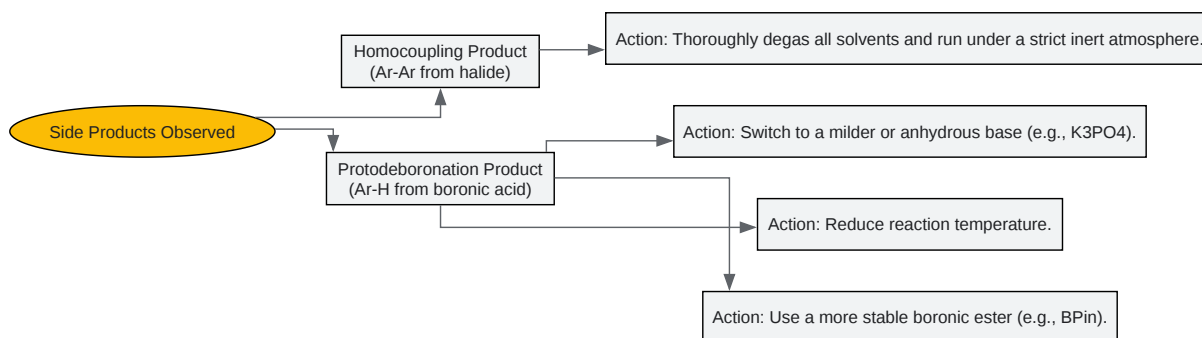 Side Products Observed
Homocoupling Product
(Ar-Ar from halide)
Action: Thoroughly degas all solvents and run under a strict inert atmosphere.
Protodeboronation Product
(Ar-H from boronic acid)
Action: Switch to a milder or anhydrous base (e.g., K3PO4).
Action: Reduce reaction temperature.
Action: Use a more stable boronic ester (e.g., BPin).